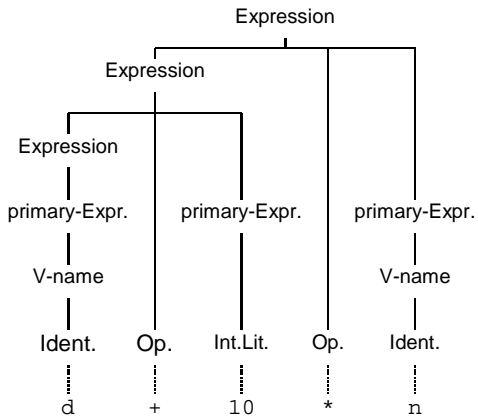 Expression
Expression
Expression
primary-Expr. primary-Expr. primary-Expr.
V-name V-name
Ident. Op. Int.Lit. Op. Ident.
d + 10 * n